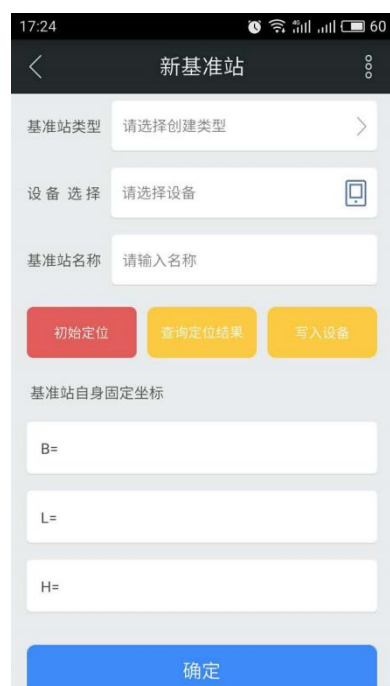 17:24 60
新基准站
基准站类型 请选择创建类型
设备 选择 请选择设备
基准站名称 请输入名称
初始定位 查询定位结果 写入设备
基准站自身固定坐标
B=
L=
H=
确定